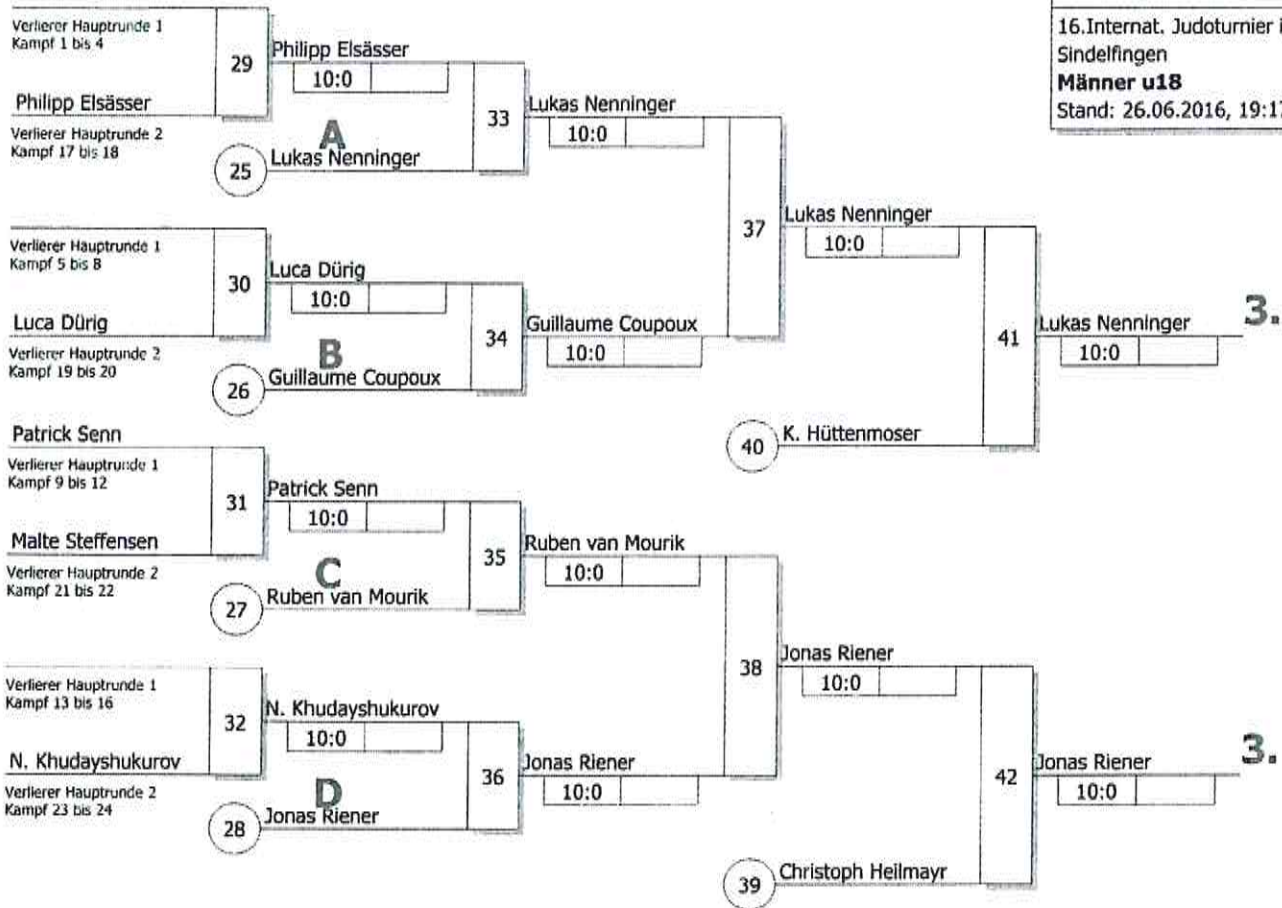 16.Internat. Judoturnier i
Sindelfingen
Männer u18
Stand: 26.06.2016, 19:17
Verlierer Hauptrunde 1
Kampf 1 bis 4
29
Philipp Elsässer
10:0
Philipp Elsässer
Verlierer Hauptrunde 2
Kampf 17 bis 18
A
33
Lukas Nenninger
10:0
25
Lukas Nenninger
37
Lukas Nenninger
10:0
Verlierer Hauptrunde 1
Kampf 5 bis 8
30
Luca Dürig
10:0
Luca Dürig
Verlierer Hauptrunde 2
Kampf 19 bis 20
B
34
Guillaume Coupoux
10:0
26
Guillaume Coupoux
41
Lukas Nenninger
10:0
3.
40
K. Hüttenmoser
Patrick Senn
Verlierer Hauptrunde 1
Kampf 9 bis 12
31
Patrick Senn
10:0
Malte Steffensen
Verlierer Hauptrunde 2
Kampf 21 bis 22
C
35
Ruben van Mourik
10:0
27
Ruben van Mourik
38
Jonas Riener
10:0
Verlierer Hauptrunde 1
Kampf 13 bis 16
32
N. Khudayshukurov
10:0
N. Khudayshukurov
Verlierer Hauptrunde 2
Kampf 23 bis 24
D
36
Jonas Riener
10:0
28
Jonas Riener
42
Jonas Riener
10:0
3.
39
Christoph Heilmayr